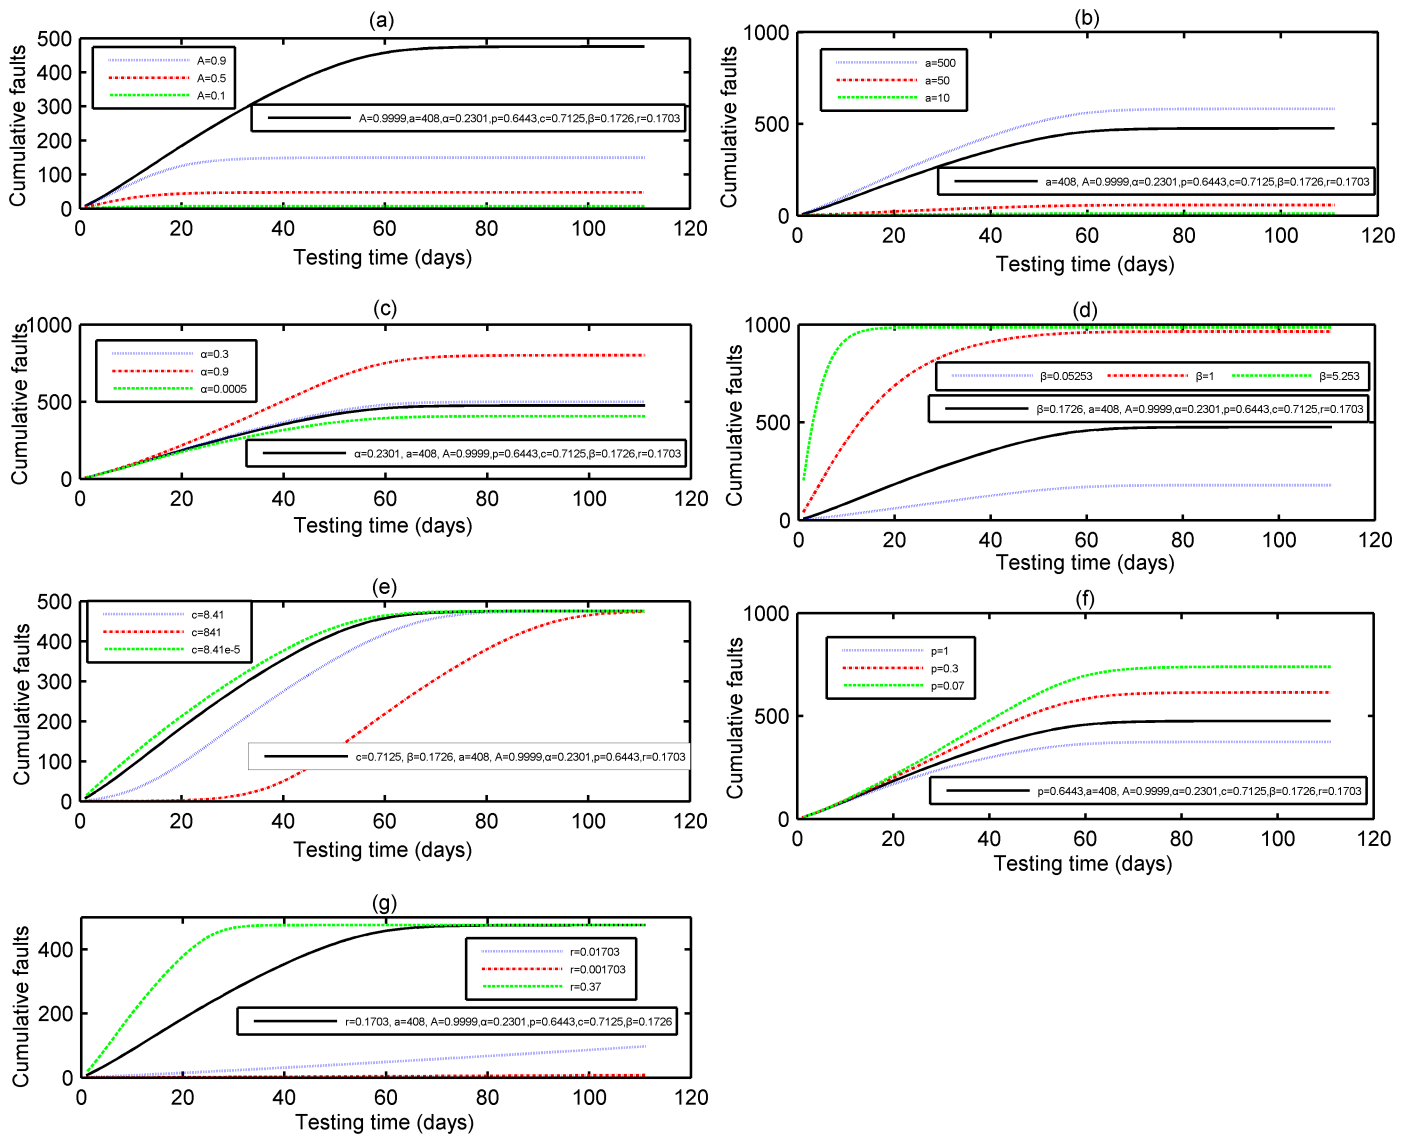 (a)
500
400
300
200
100
0
0
20
40
60
80
100
120
Cumulative faults
Testing time (days)
A=0.9
A=0.5
A=0.1
A=0.9999,a=408,α=0.2301,p=0.6443,c=0.7125,β=0.1726,r=0.1703
(b)
1000
500
0
0
20
40
60
80
100
120
Cumulative faults
Testing time (days)
a=500
a=50
a=10
a=408, A=0.9999,α=0.2301,p=0.6443,c=0.7125,β=0.1726,r=0.1703
(c)
1000
500
0
0
20
40
60
80
100
120
Cumulative faults
Testing time (days)
α=0.3
α=0.9
α=0.0005
α=0.2301, a=408, A=0.9999,p=0.6443,c=0.7125,β=0.1726,r=0.1703
(d)
1000
500
0
0
20
40
60
80
100
120
Cumulative faults
Testing time (days)
β=0.05253 β=1 β=5.253
β=0.1726, a=408, A=0.9999,α=0.2301,p=0.6443,c=0.7125,r=0.1703
(e)
500
400
300
200
100
0
0
20
40
60
80
100
120
Cumulative faults
Testing time (days)
c=8.41
c=841
c=8.41e-5
c=0.7125, β=0.1726, a=408, A=0.9999,α=0.2301,p=0.6443,r=0.1703
(f)
1000
500
0
0
20
40
60
80
100
120
Cumulative faults
Testing time (days)
p=1
p=0.3
p=0.07
p=0.6443,a=408, A=0.9999,α=0.2301,c=0.7125,β=0.1726,r=0.1703
(g)
400
200
0
0
20
40
60
80
100
120
Cumulative faults
Testing time (days)
r=0.01703
r=0.001703
r=0.37
r=0.1703, a=408, A=0.9999,α=0.2301,p=0.6443,c=0.7125,β=0.1726